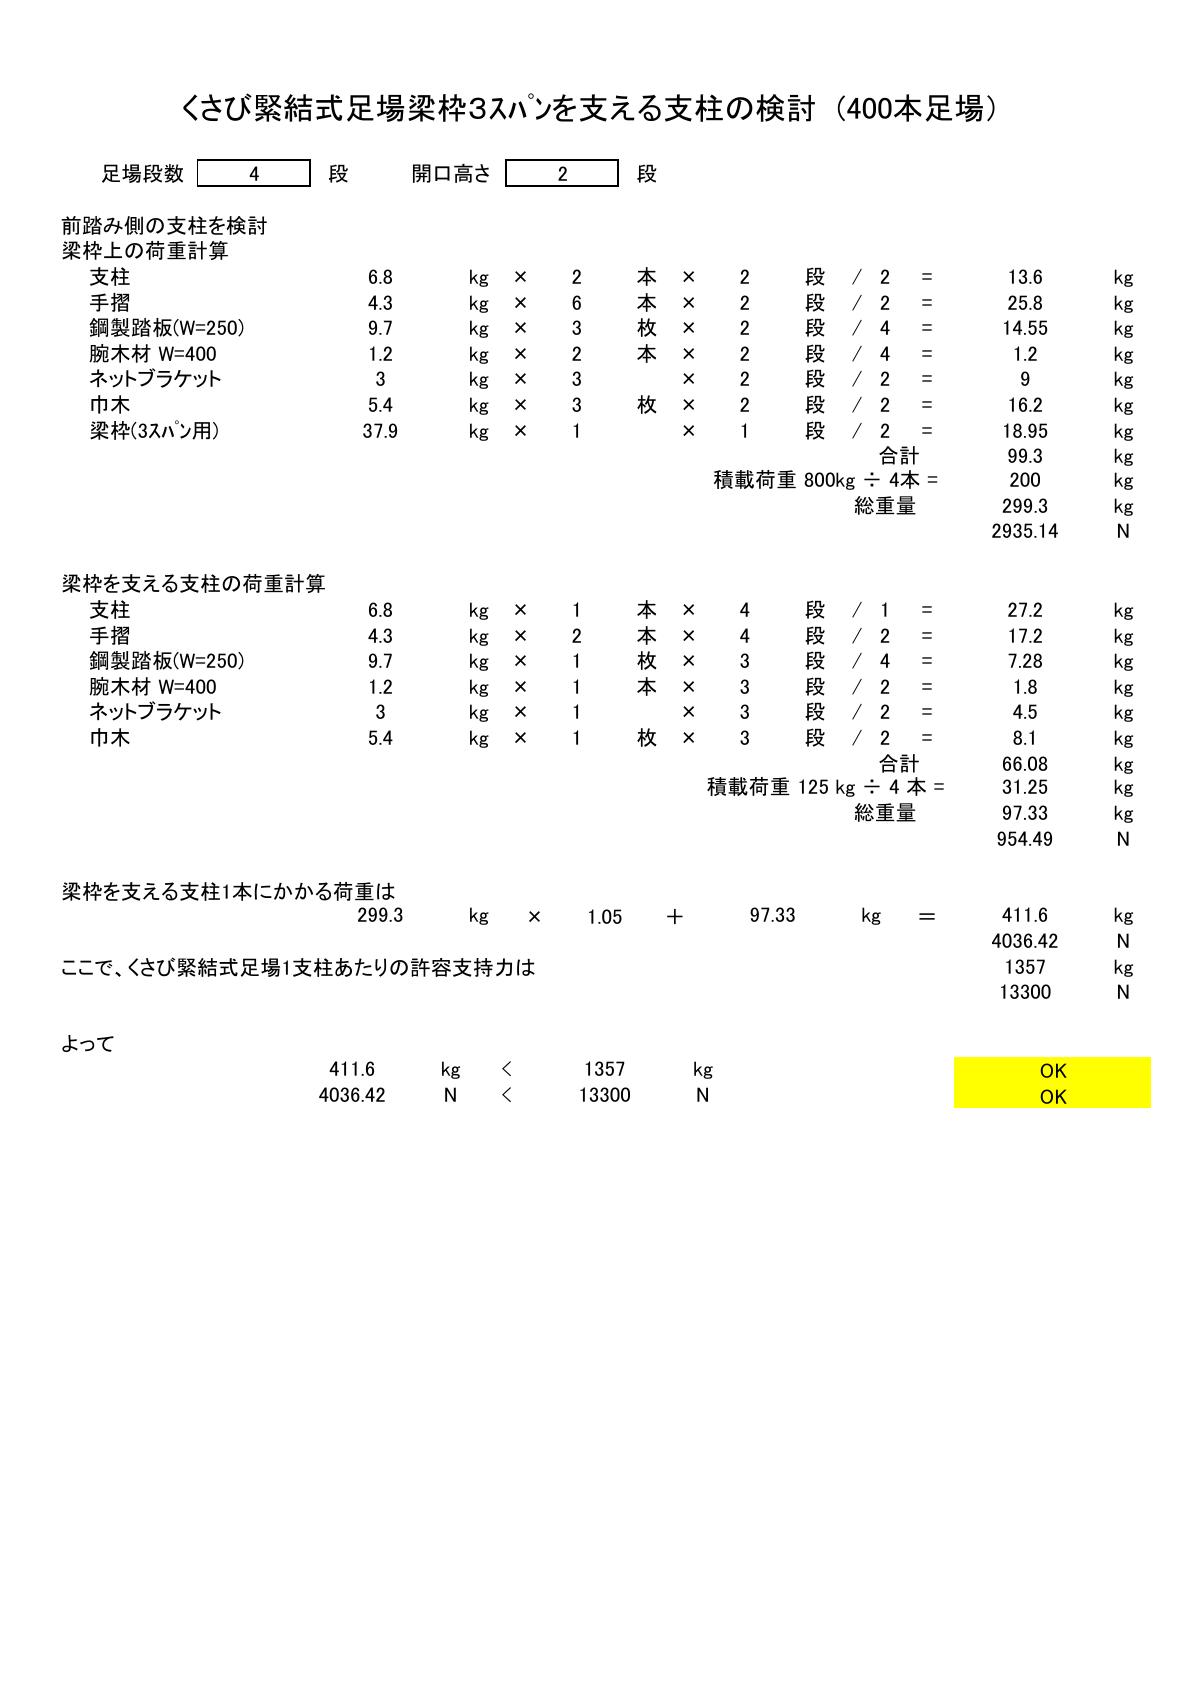 くさび緊結式足場梁枠3ｽﾊﾟﾝを支える支柱の検討 (400本足場)
足場段数 4 段 開口高さ 2 段
前踏み側の支柱を検討
梁枠上の荷重計算
支柱 6.8 kg × 2 本 × 2 段 / 2 = 13.6 kg
手摺 4.3 kg × 6 本 × 2 段 / 2 = 25.8 kg
鋼製踏板(W=250) 9.7 kg × 3 枚 × 2 段 / 4 = 14.55 kg
腕木材 W=400 1.2 kg × 2 本 × 2 段 / 4 = 1.2 kg
ネットブラケット 3 kg × 3 × 2 段 / 2 = 9 kg
巾木 5.4 kg × 3 枚 × 2 段 / 2 = 16.2 kg
梁枠(3ｽﾊﾟﾝ用) 37.9 kg × 1 × 1 段 / 2 = 18.95 kg
合計 99.3 kg
積載荷重 800kg ÷ 4本 = 200 kg
総重量 299.3 kg
2935.14 N
梁枠を支える支柱の荷重計算
支柱 6.8 kg × 1 本 × 4 段 / 1 = 27.2 kg
手摺 4.3 kg × 2 本 × 4 段 / 2 = 17.2 kg
鋼製踏板(W=250) 9.7 kg × 1 枚 × 3 段 / 4 = 7.28 kg
腕木材 W=400 1.2 kg × 1 本 × 3 段 / 2 = 1.8 kg
ネットブラケット 3 kg × 1 × 3 段 / 2 = 4.5 kg
巾木 5.4 kg × 1 枚 × 3 段 / 2 = 8.1 kg
合計 66.08 kg
積載荷重 125 kg ÷ 4 本 = 31.25 kg
総重量 97.33 kg
954.49 N
梁枠を支える支柱1本にかかる荷重は
299.3 kg × 1.05 ＋ 97.33 kg ＝ 411.6 kg
4036.42 N
ここで、くさび緊結式足場1支柱あたりの許容支持力は 1357 kg
13300 N
よって
411.6 kg < 1357 kg OK
4036.42 N < 13300 N OK